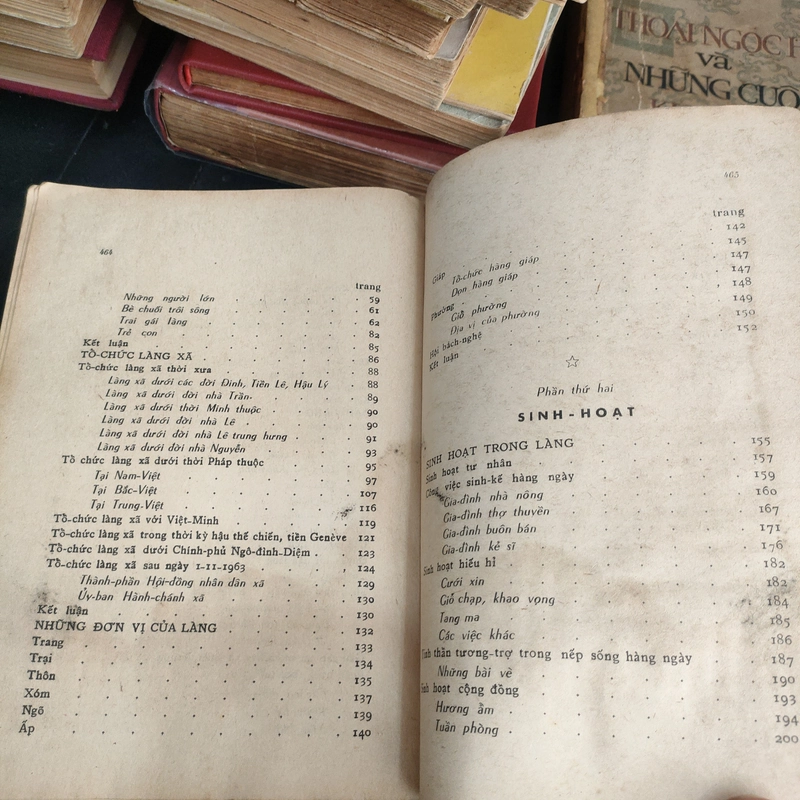 THOẠI NGỌC
và
NHỮNG CUỘ
464
trang
Những người lớn . . . . . . 59
Bè chuối trôi sông . . . . . . 61
Trai gái làng . . . . . . 62
Trẻ con . . . . . . 82
Kết luận . . . . . . 85
TỔ-CHỨC LÀNG XÃ . . . . . . 86
Tổ-chức làng xã thời xưa . . . . . . 88
Làng xã dưới các đời Đinh, Tiền Lê, Hậu Lý . 88
Làng xã dưới đời nhà Trần . . . . . 89
Làng xã dưới thời Minh thuộc . . . . 90
Làng xã dưới đời nhà Lê . . . . . 90
Làng xã dưới đời nhà Lê trung hưng . . . 91
Làng xã dưới đời nhà Nguyễn . . . . 93
Tổ chức làng xã dưới thời Pháp thuộc . . . . 95
Tại Nam-Việt . . . . . . 97
Tại Bắc-Việt . . . . . . 107
Tại Trung-Việt . . . . . . 116
Tổ-chức làng xã với Việt-Minh . . . . . 119
Tổ-chức làng xã trong thời kỳ hậu thế chiến, tiền Genève 121
Tổ-chức làng xã dưới Chính-phủ Ngô-đình-Diệm . . 123
Tổ-chức làng xã sau ngày 1-11-1963 . . . . 124
Thành-phần Hội-đồng nhân dân xã . . . 129
Ủy-ban Hành-chánh xã . . . . . 130
Kết luận . . . . . . 130
NHỮNG ĐƠN VỊ CỦA LÀNG . . . . . . 132
Trang . . . . . . 133
Trại . . . . . . 134
Thôn . . . . . . 135
Xóm . . . . . . 137
Ngõ . . . . . . 139
Ấp . . . . . . 140
465
trang
Giáp . . . . . . 142
Tổ-chức hàng giáp . . . . . . 145
Dọn hàng giáp . . . . . . 147
Phường . . . . . . 147
Giỗ phường . . . . . . 148
Địa vị của phường . . . . . . 149
Hội bách-nghệ . . . . . . 150
Kết luận . . . . . . 152
Phần thứ hai
SINH-HOẠT
SINH HOẠT TRONG LÀNG . . . . . 155
Sinh hoạt tư nhân . . . . . . 157
Công việc sinh-kế hàng ngày . . . . . 159
Gia-đình nhà nông . . . . . 160
Gia-đình thợ thuyền . . . . . 167
Gia-đình buôn bán . . . . . 171
Gia-đình kẻ sĩ . . . . . 176
Sinh hoạt hiếu hỉ . . . . . . 182
Cưới xin . . . . . . 182
Giỗ chạp, khao vọng . . . . . 184
Tang ma . . . . . . 185
Các việc khác . . . . . . 186
Tinh thần tương-trợ trong nếp sống hàng ngày . . 187
Những bài vè . . . . . . 190
Sinh hoạt cộng đồng . . . . . . 193
Hương ẩm . . . . . . 194
Tuần phòng . . . . . . 200